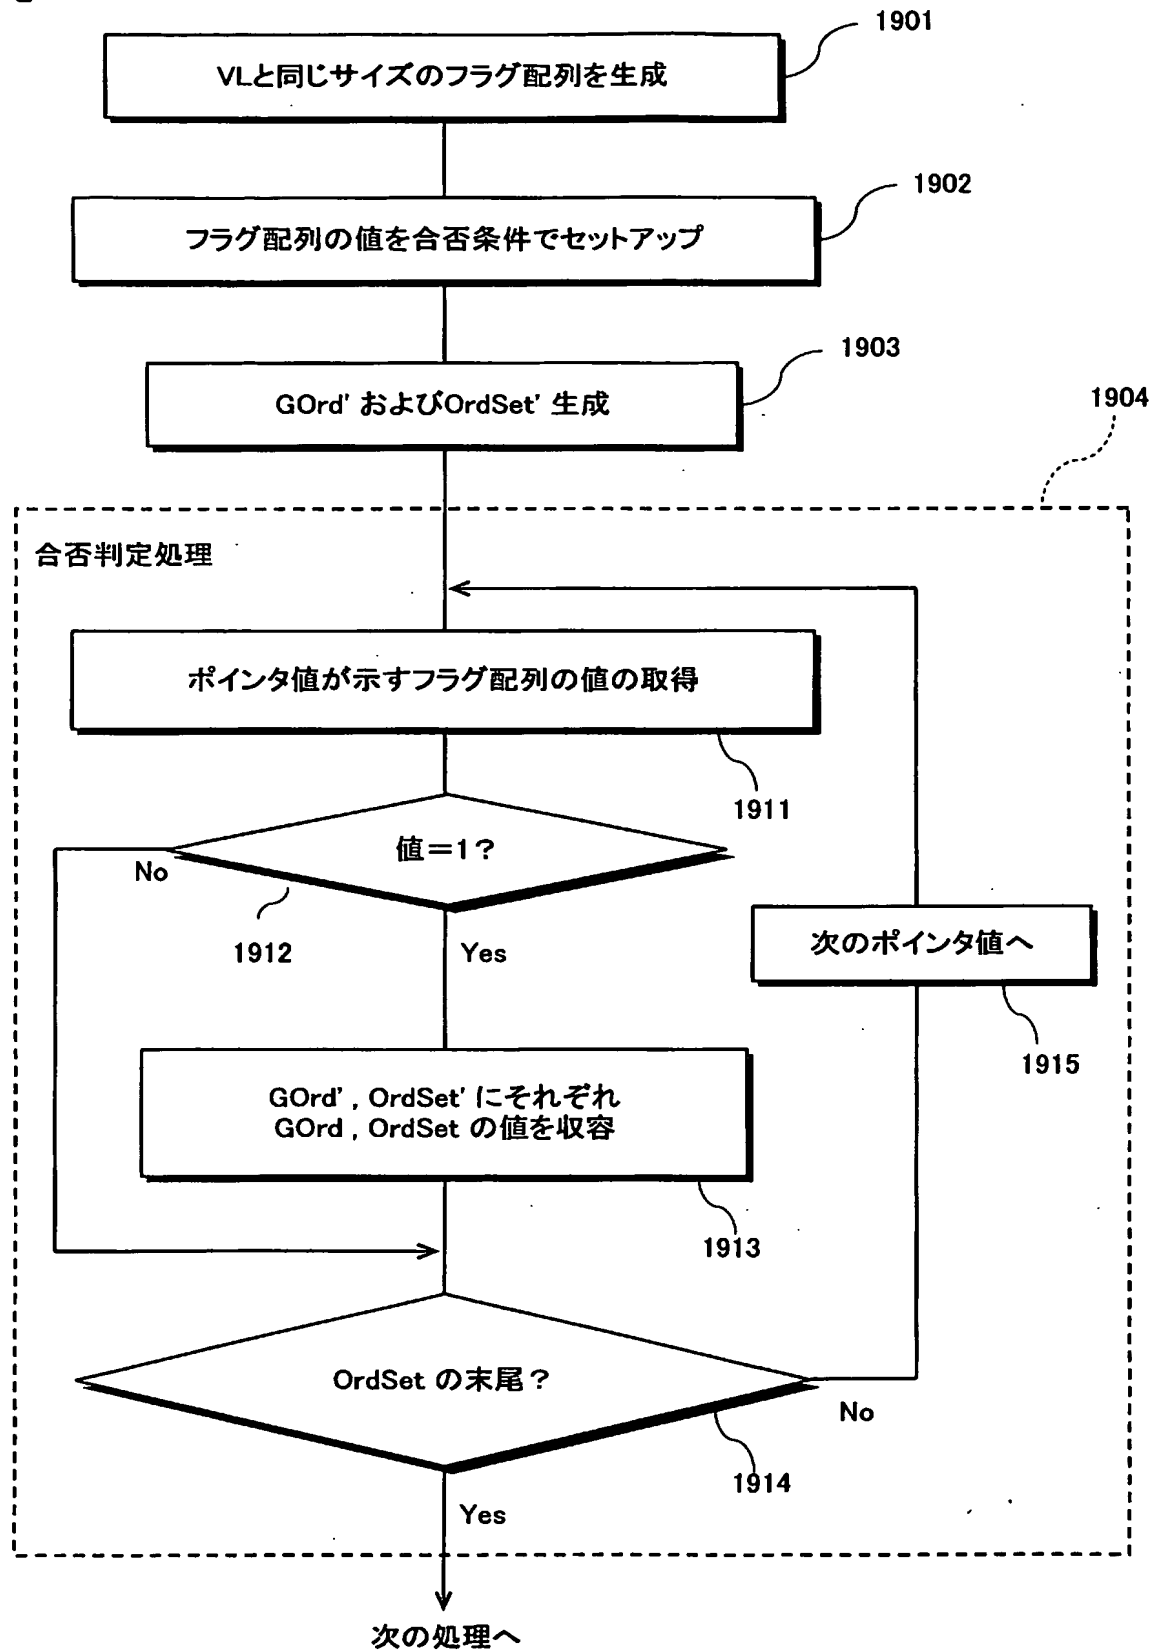 1901
VLと同じサイズのフラグ配列を生成
1902
フラグ配列の値を合否条件でセットアップ
1903
GOrd' およびOrdSet' 生成
1904
合否判定処理
ポインタ値が示すフラグ配列の値の取得
1911
値＝1？
No
1912
Yes
次のポインタ値へ
1915
GOrd' , OrdSet' にそれぞれ
GOrd , OrdSet の値を収容
1913
OrdSet の末尾？
No
1914
Yes
次の処理へ